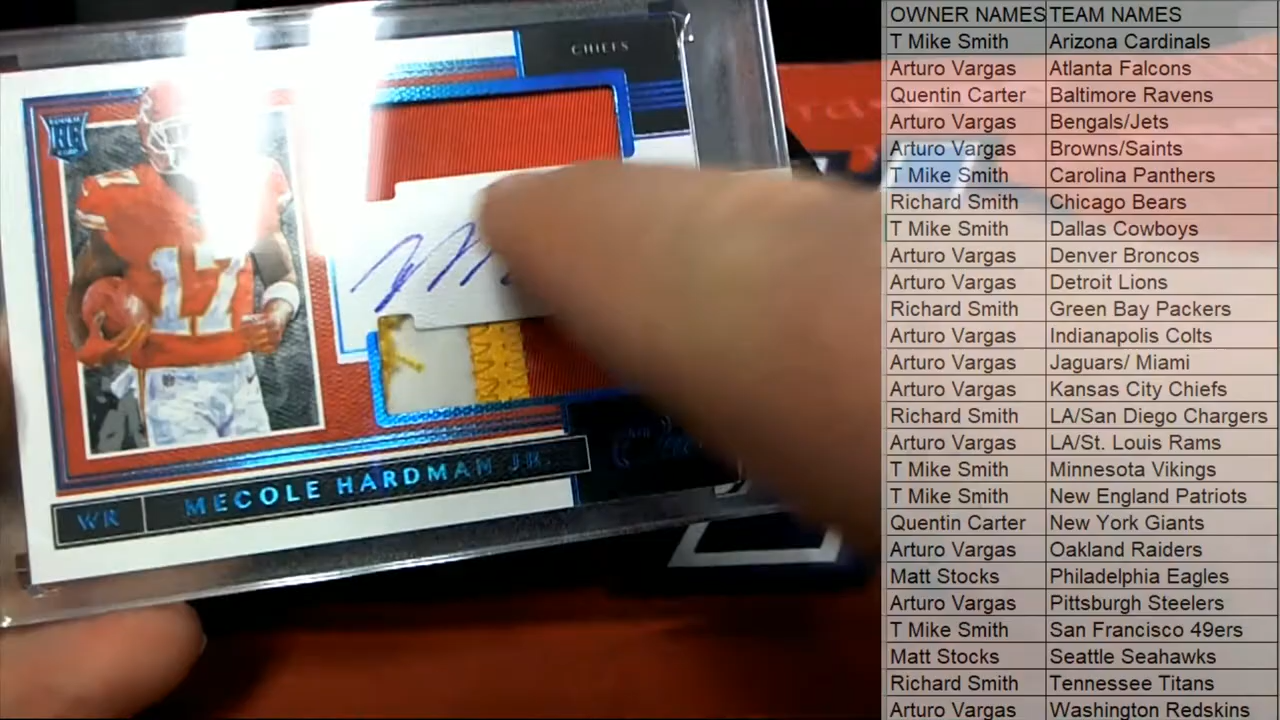 CHIEFS
17
17
WR
MECOLE HARDMAN JR.
OWNER NAMES TEAM NAMES
T Mike Smith Arizona Cardinals
Arturo Vargas Atlanta Falcons
Quentin Carter Baltimore Ravens
Arturo Vargas Bengals/Jets
Arturo Vargas Browns/Saints
T Mike Smith Carolina Panthers
Richard Smith Chicago Bears
T Mike Smith Dallas Cowboys
Arturo Vargas Denver Broncos
Arturo Vargas Detroit Lions
Richard Smith Green Bay Packers
Arturo Vargas Indianapolis Colts
Arturo Vargas Jaguars/ Miami
Arturo Vargas Kansas City Chiefs
Richard Smith LA/San Diego Chargers
Arturo Vargas LA/St. Louis Rams
T Mike Smith Minnesota Vikings
T Mike Smith New England Patriots
Quentin Carter New York Giants
Arturo Vargas Oakland Raiders
Matt Stocks Philadelphia Eagles
Arturo Vargas Pittsburgh Steelers
T Mike Smith San Francisco 49ers
Matt Stocks Seattle Seahawks
Richard Smith Tennessee Titans
Arturo Vargas Washington Redskins